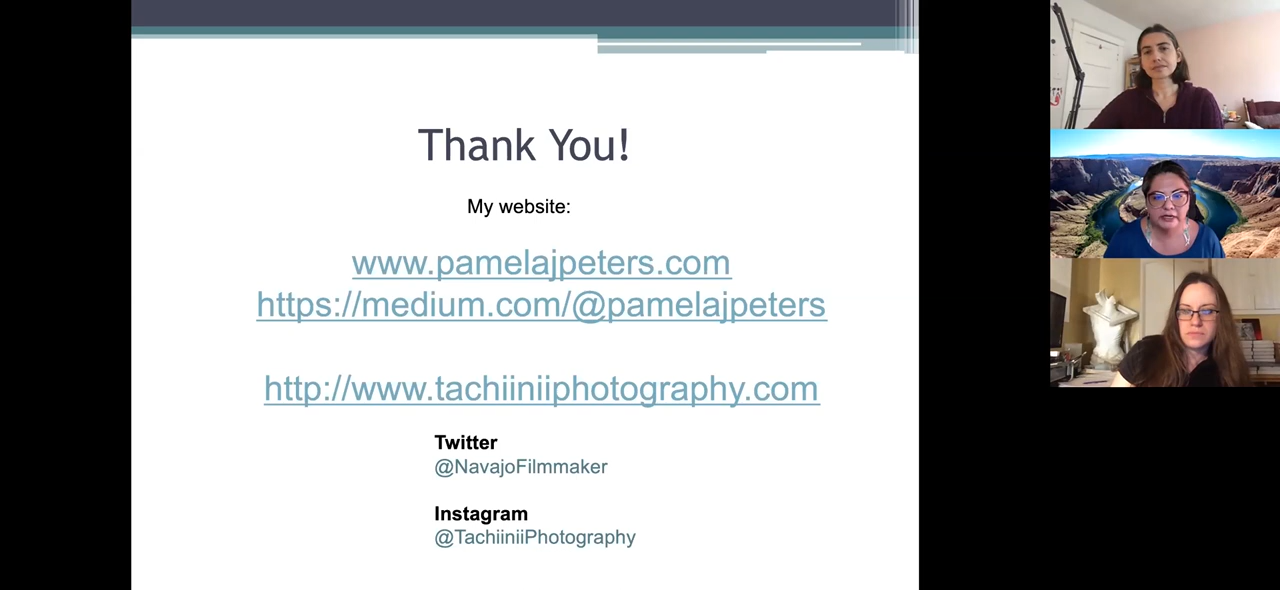 Thank You!
My website:
www.pamelajpeters.com
https://medium.com/@pamelajpeters
http://www.tachiiniiphotography.com
Twitter
@NavajoFilmmaker
Instagram
@TachiiniiPhotography